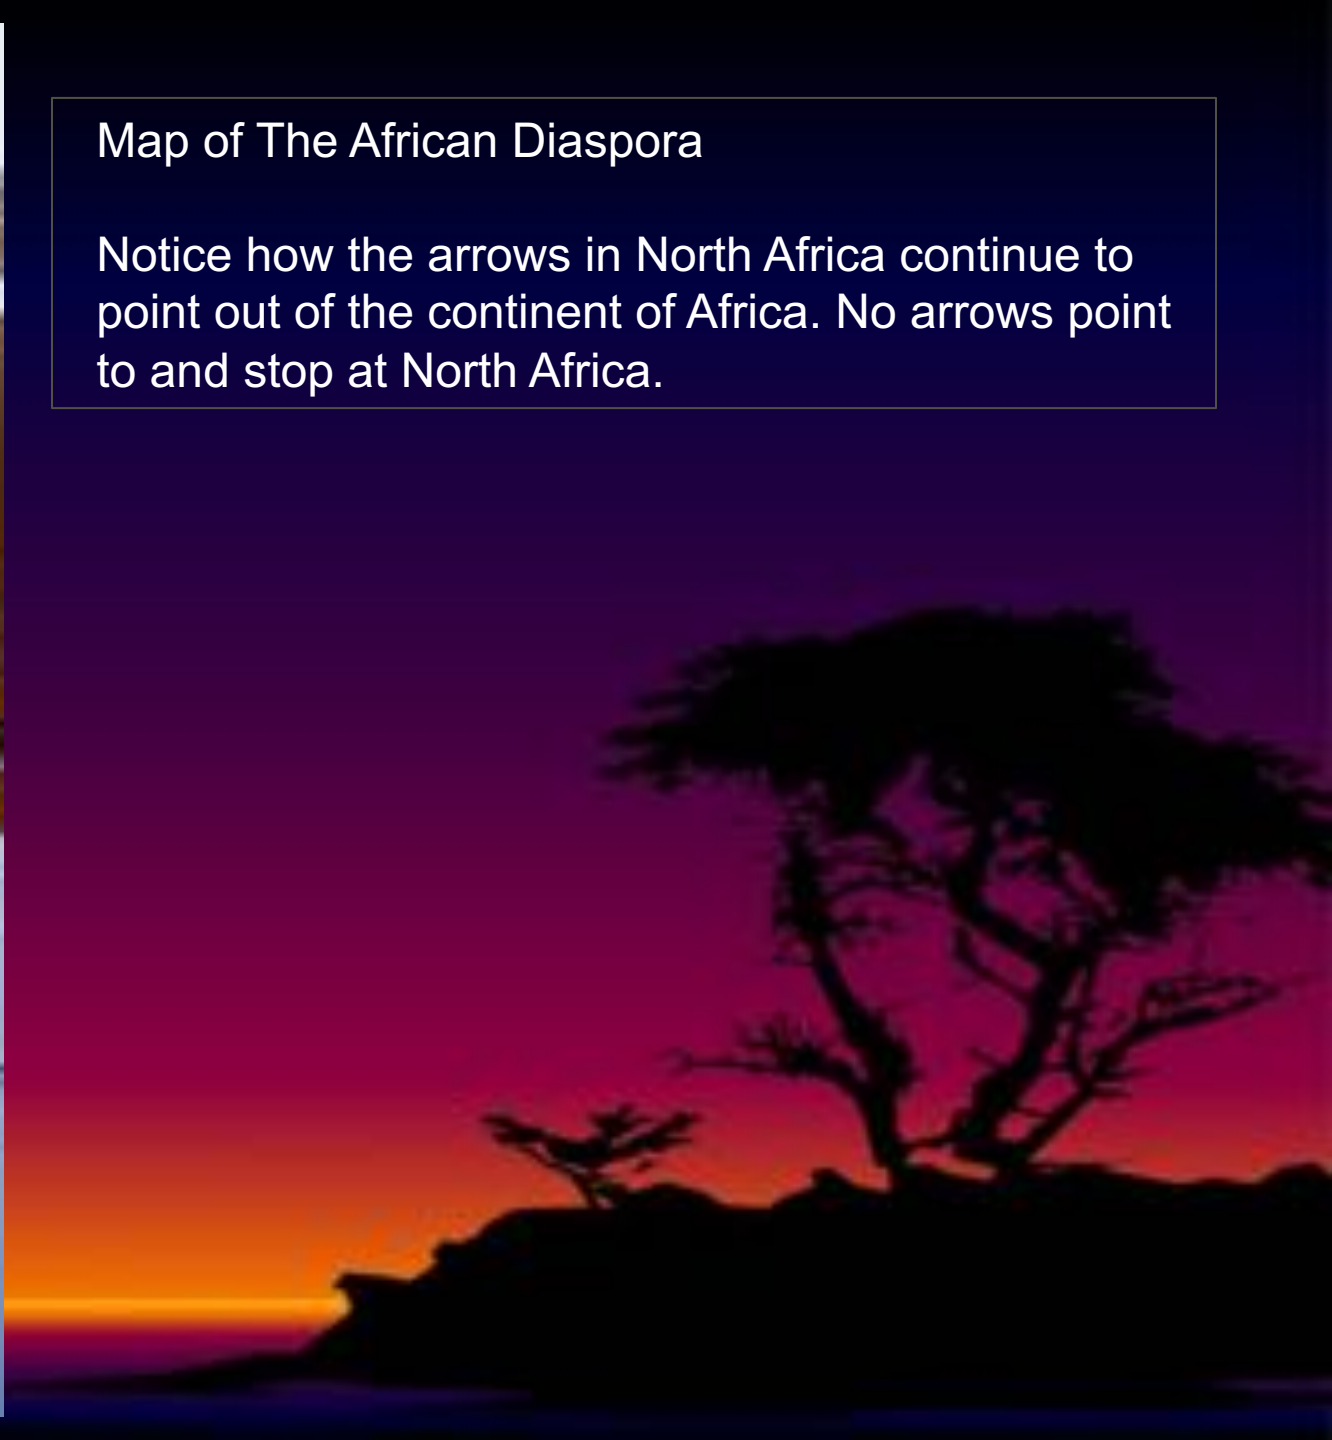 Map of The African Diaspora
Notice how the arrows in North Africa continue to
point out of the continent of Africa. No arrows point
to and stop at North Africa.